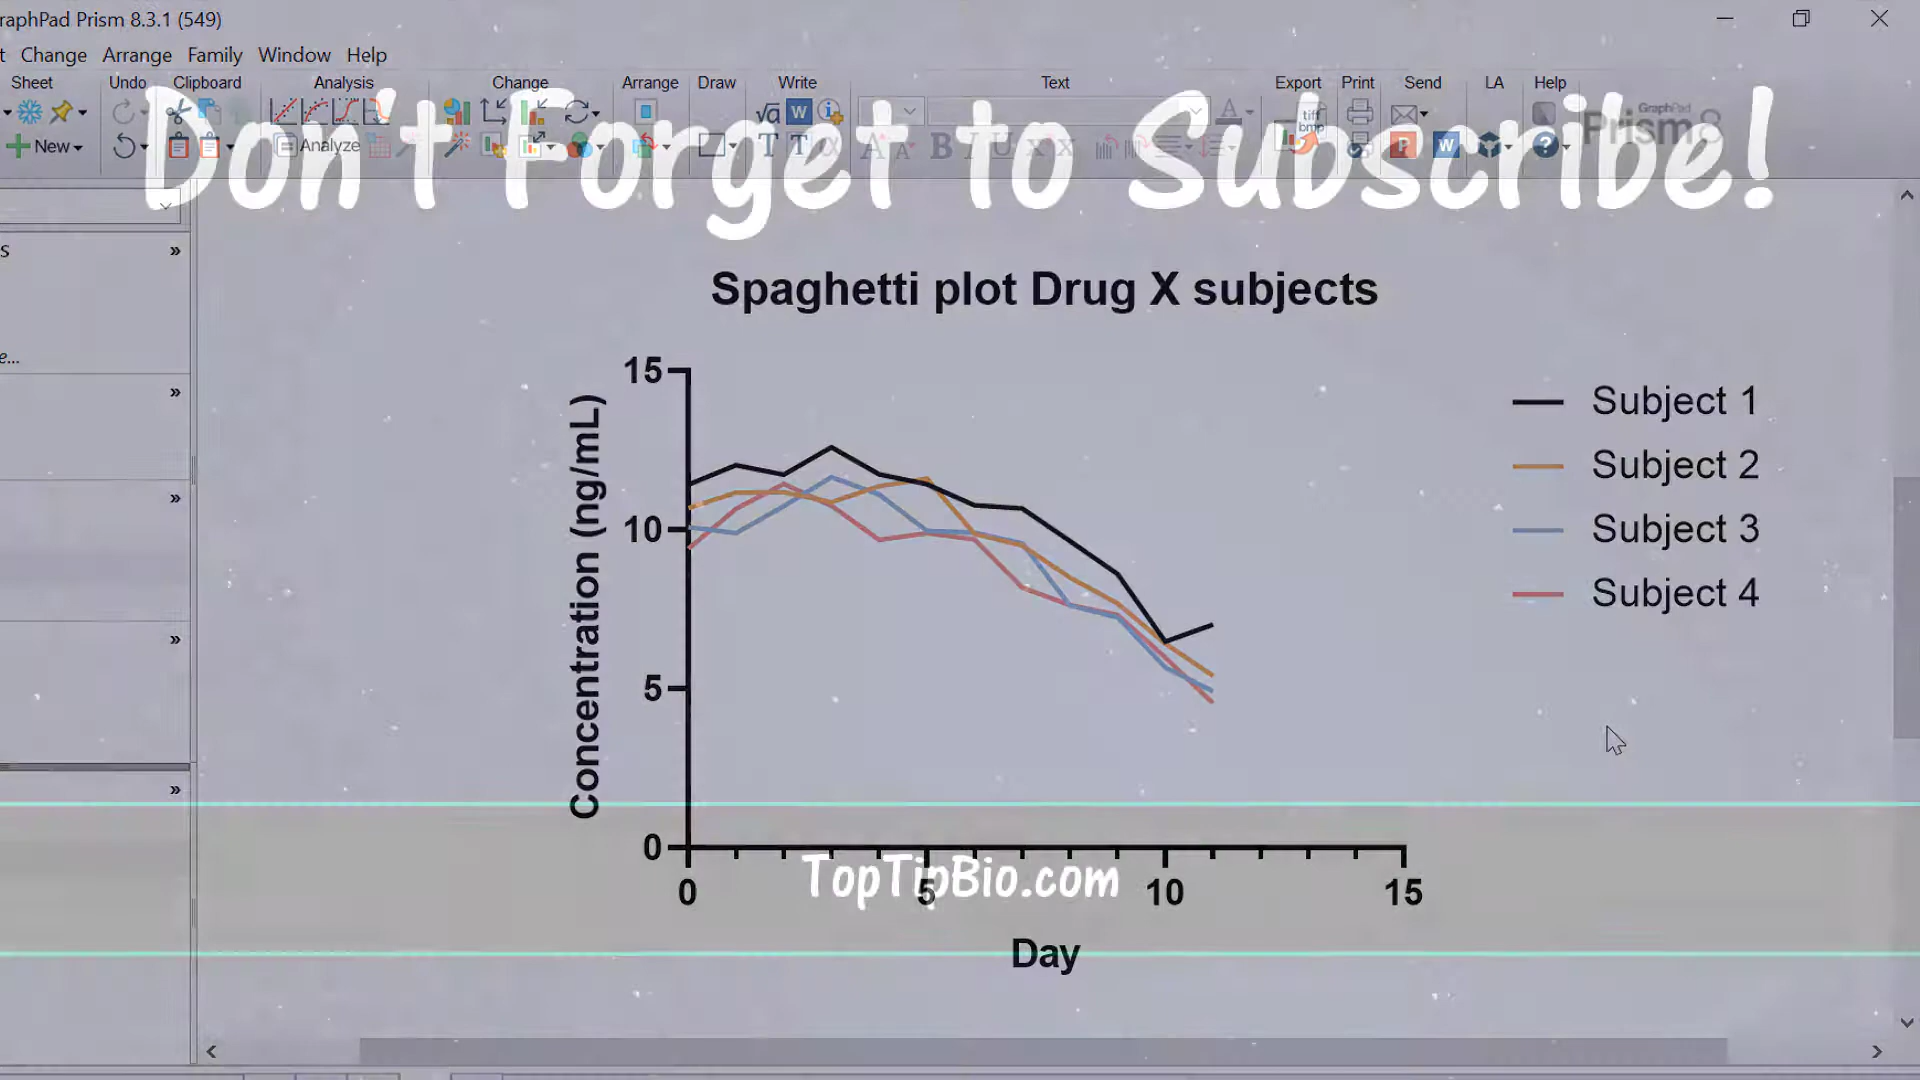 raphPad Prism 8.3.1 (549)
t Change Arrange Family Window Help
Sheet Undo Clipboard Analysis Change Arrange Draw Write Text Export Print Send LA Help
New Analyze
GraphPad
Prism 8
Don't Forget to Subscribe!
s
e...
Spaghetti plot Drug X subjects
Concentration (ng/mL)
15
10
5
0
Subject 1
Subject 2
Subject 3
Subject 4
0 5 10 15
TopTipBio.com
Day